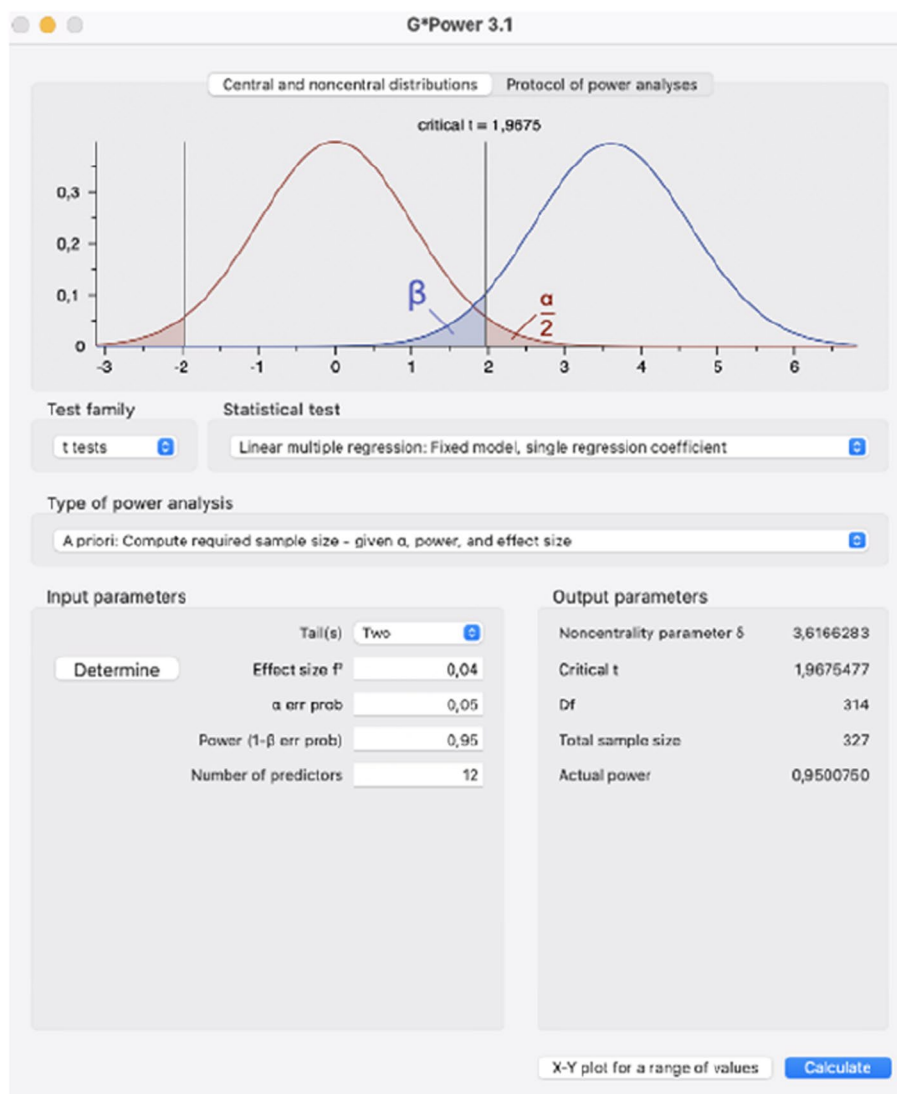 G*Power 3.1
Central and noncentral distributions Protocol of power analyses
critical t = 1,9675
0,3
0,2
0,1
0
β
α
2
-3 -2 -1 0 1 2 3 4 5 6
Test family Statistical test
t tests Linear multiple regression: Fixed model, single regression coefficient
Type of power analysis
A priori: Compute required sample size – given α, power, and effect size
Input parameters Output parameters
Tail(s) Two Noncentrality parameter δ 3,6166283
Determine Effect size f² 0,04 Critical t 1,9675477
α err prob 0,05 Df 314
Power (1-β err prob) 0,95 Total sample size 327
Number of predictors 12 Actual power 0,9500750
X-Y plot for a range of values Calculate